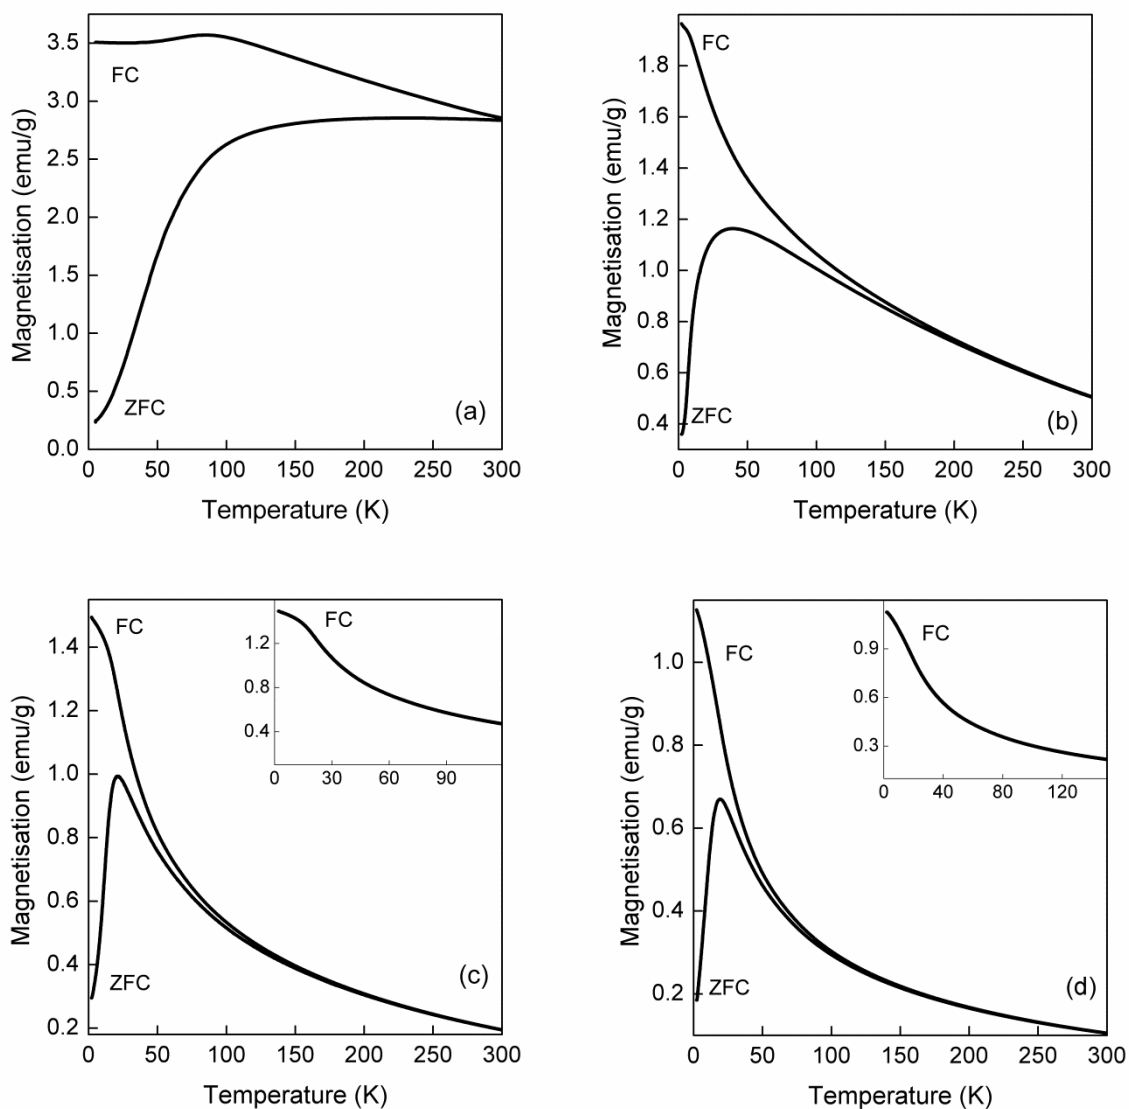 3.5
3.0
2.5
2.0
1.5
1.0
0.5
0.0
Magnetisation (emu/g)
FC
ZFC
(a)
0 50 100 150 200 250 300
Temperature (K)
1.8
1.6
1.4
1.2
1.0
0.8
0.6
0.4
Magnetisation (emu/g)
FC
ZFC
(b)
0 50 100 150 200 250 300
Temperature (K)
1.4
1.2
1.0
0.8
0.6
0.4
0.2
Magnetisation (emu/g)
FC
ZFC
(c)
1.2
0.8
0.4
FC
0 30 60 90
0 50 100 150 200 250 300
Temperature (K)
1.0
0.8
0.6
0.4
0.2
Magnetisation (emu/g)
FC
ZFC
(d)
0.9
0.6
0.3
FC
0 40 80 120
0 50 100 150 200 250 300
Temperature (K)